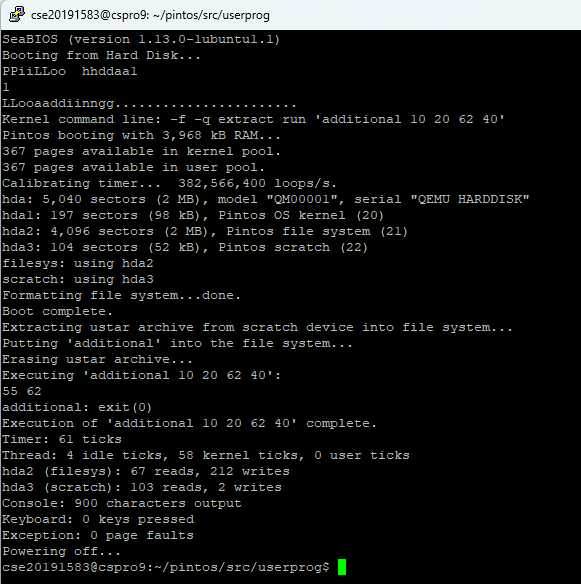 cse20191583@cspro9: ~/pintos/src/userprog
SeaBIOS (version 1.13.0-1ubuntu1.1)
Booting from Hard Disk...
PPiiLLoo  hhddaa1
1
LLooaaddiinngg.......................
Kernel command line: -f -q extract run 'additional 10 20 62 40'
Pintos booting with 3,968 kB RAM...
367 pages available in kernel pool.
367 pages available in user pool.
Calibrating timer...  382,566,400 loops/s.
hda: 5,040 sectors (2 MB), model "QM00001", serial "QEMU HARDDISK"
hda1: 197 sectors (98 kB), Pintos OS kernel (20)
hda2: 4,096 sectors (2 MB), Pintos file system (21)
hda3: 104 sectors (52 kB), Pintos scratch (22)
filesys: using hda2
scratch: using hda3
Formatting file system...done.
Boot complete.
Extracting ustar archive from scratch device into file system...
Putting 'additional' into the file system...
Erasing ustar archive...
Executing 'additional 10 20 62 40':
55 62
additional: exit(0)
Execution of 'additional 10 20 62 40' complete.
Timer: 61 ticks
Thread: 4 idle ticks, 58 kernel ticks, 0 user ticks
hda2 (filesys): 67 reads, 212 writes
hda3 (scratch): 103 reads, 2 writes
Console: 900 characters output
Keyboard: 0 keys pressed
Exception: 0 page faults
Powering off...
cse20191583@cspro9:~/pintos/src/userprog$